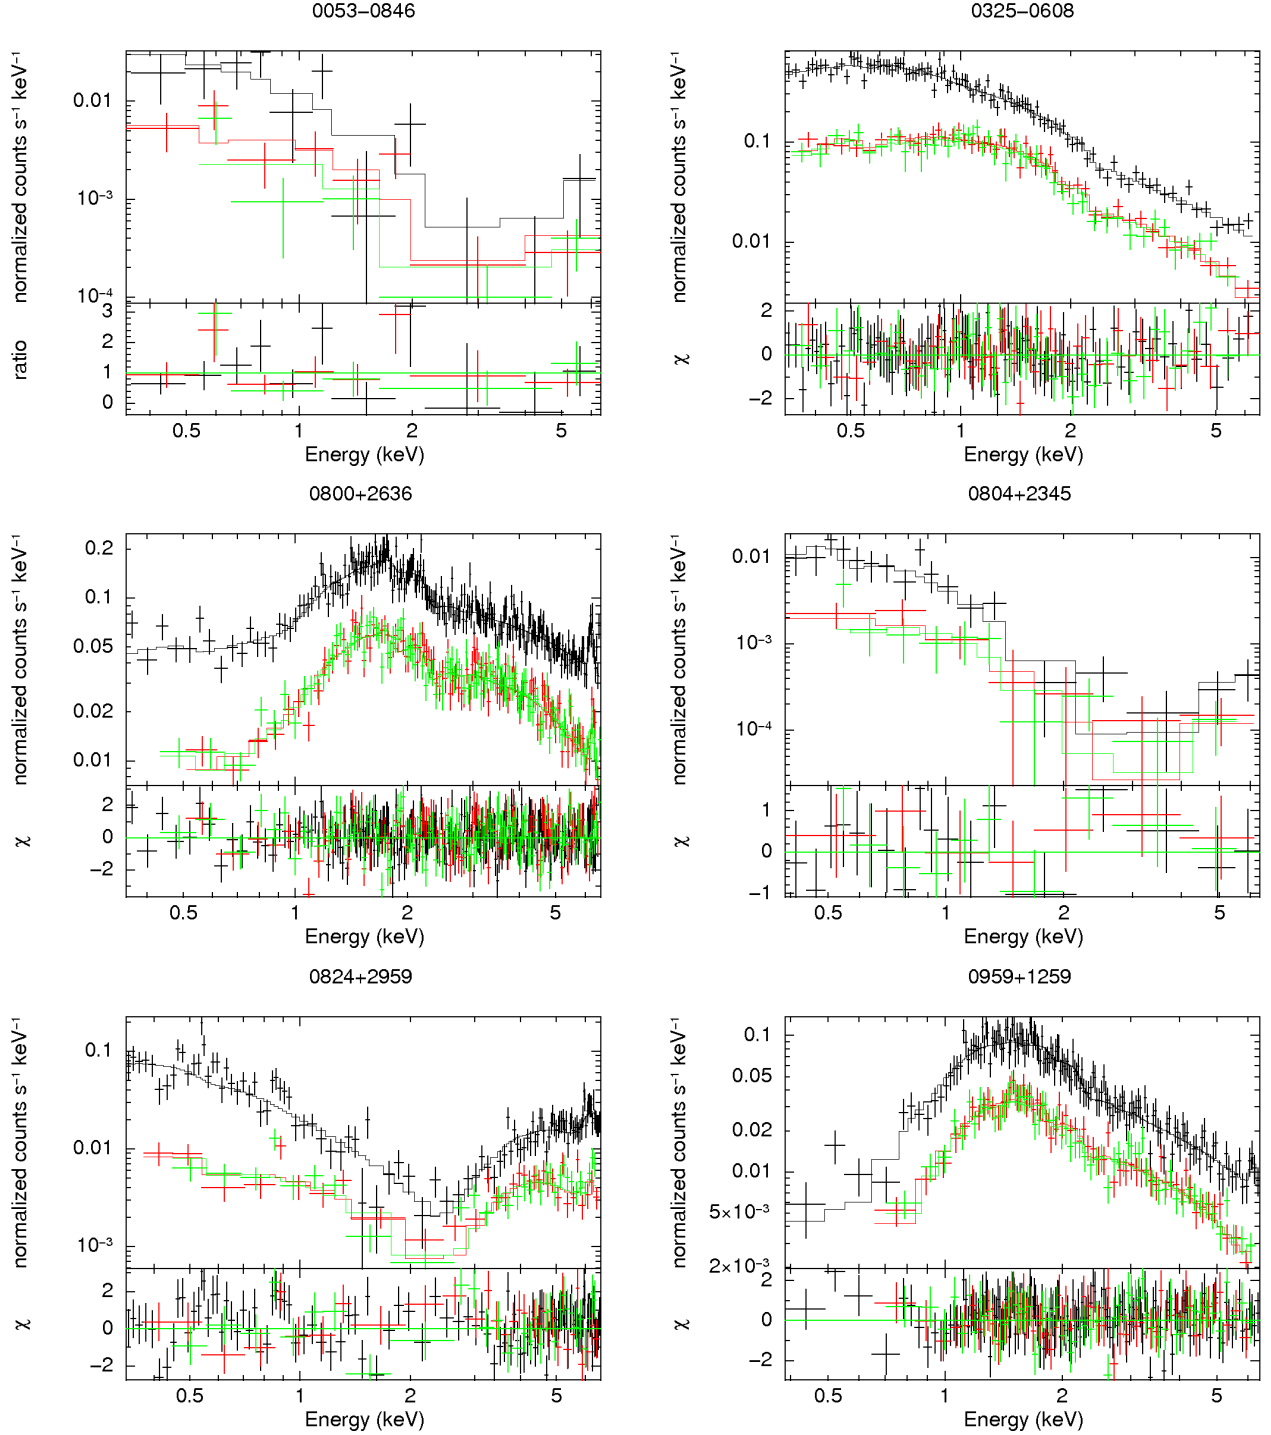 0053−0846
normalized counts s⁻¹ keV⁻¹
0.01
10⁻³
10⁻⁴
ratio
3
2
1
0
0.5 1 2 5
Energy (keV)
0325−0608
normalized counts s⁻¹ keV⁻¹
0.1
0.01
χ
2
0
−2
0.5 1 2 5
Energy (keV)
0800+2636
normalized counts s⁻¹ keV⁻¹
0.2
0.1
0.05
0.02
0.01
χ
2
0
−2
0.5 1 2 5
Energy (keV)
0804+2345
normalized counts s⁻¹ keV⁻¹
0.01
10⁻³
10⁻⁴
χ
1
0
−1
0.5 1 2 5
Energy (keV)
0824+2959
normalized counts s⁻¹ keV⁻¹
0.1
0.01
10⁻³
χ
2
0
−2
0.5 1 2 5
Energy (keV)
0959+1259
normalized counts s⁻¹ keV⁻¹
0.1
0.05
0.02
0.01
5×10⁻³
2×10⁻³
χ
2
0
−2
0.5 1 2 5
Energy (keV)